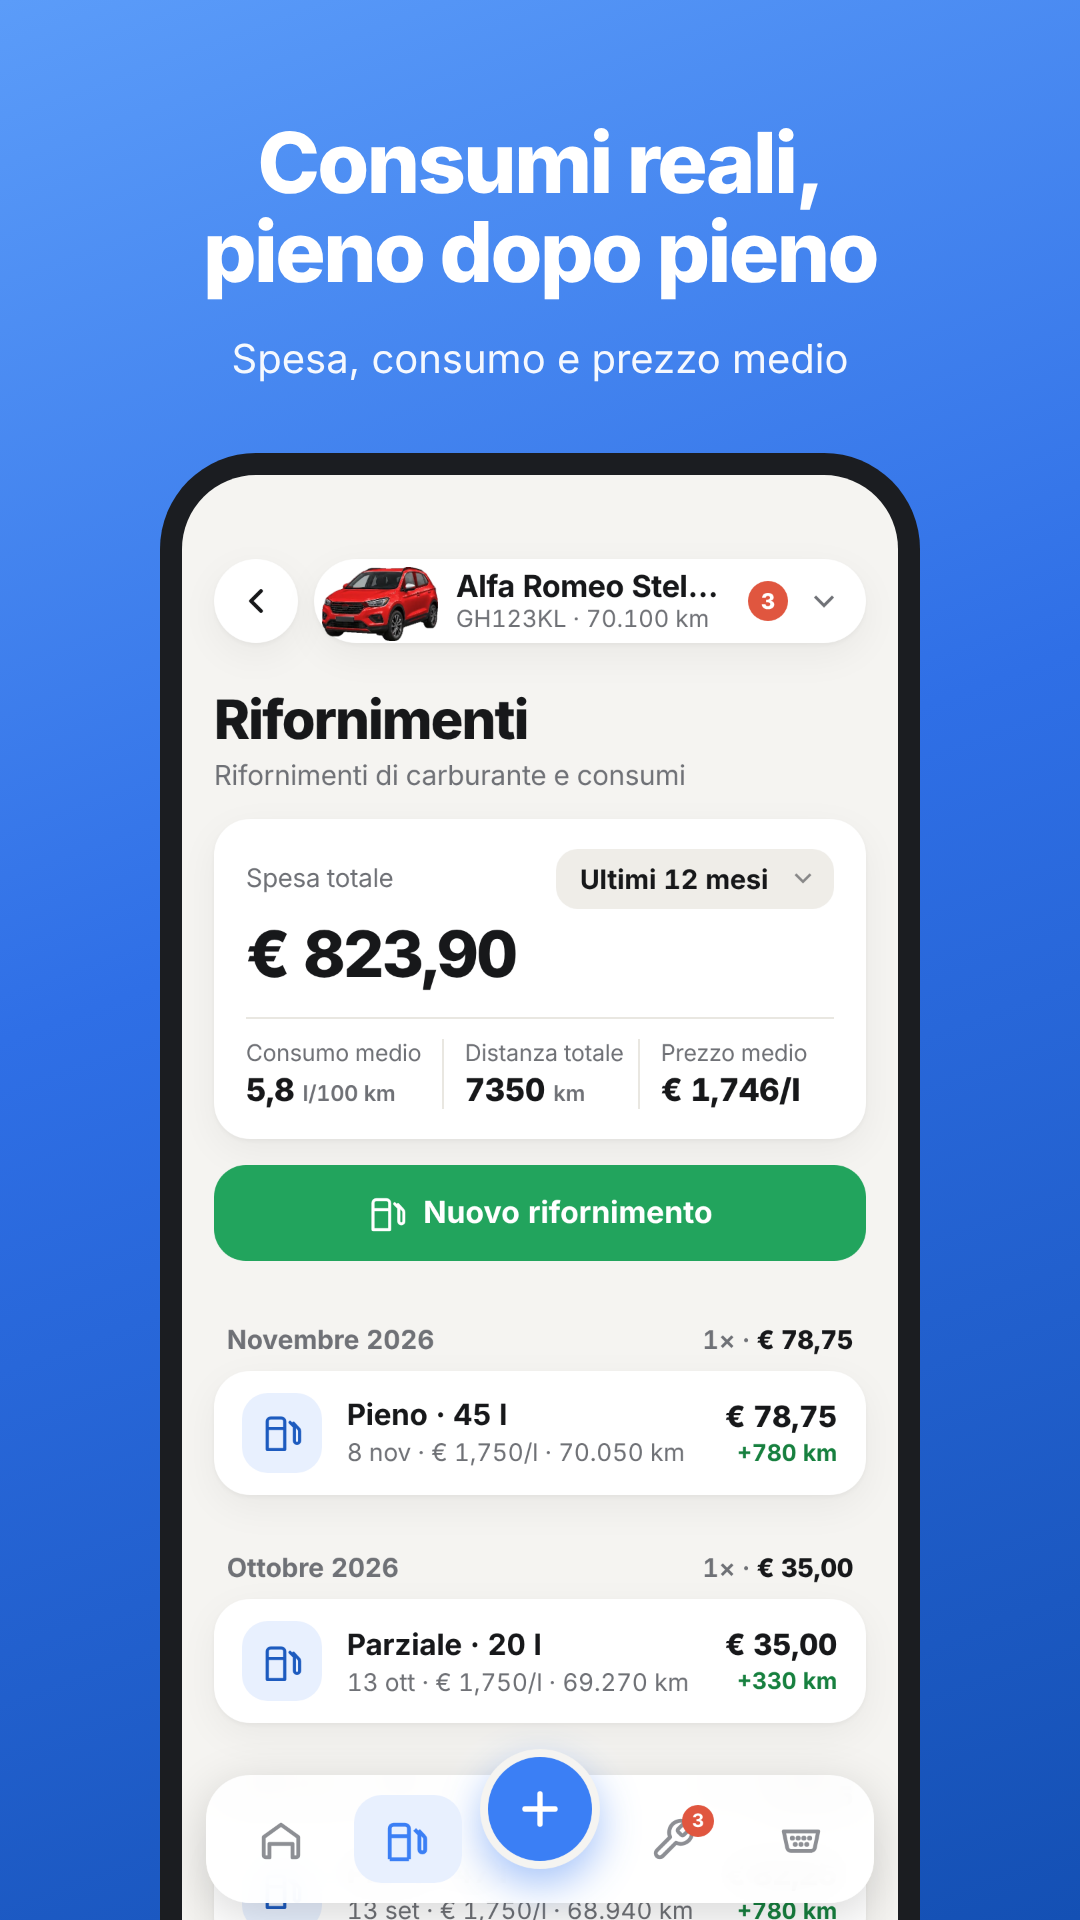 Consumi reali,
pieno dopo pieno
Spesa, consumo e prezzo medio
Alfa Romeo Stel...
3
GH123KL · 70.100 km
Rifornimenti
Rifornimenti di carburante e consumi
Spesa totale
Ultimi 12 mesi
€ 823,90
Consumo medio
Distanza totale
Prezzo medio
5,8 l/100 km
7350 km
€ 1,746/l
Nuovo rifornimento
Novembre 2026
1× · € 78,75
Pieno · 45 l
€ 78,75
8 nov · € 1,750/l · 70.050 km
+780 km
Ottobre 2026
1× · € 35,00
Parziale · 20 l
€ 35,00
13 ott · € 1,750/l · 69.270 km
+330 km
3
13 set · € 1,750/l · 68.940 km
+780 km